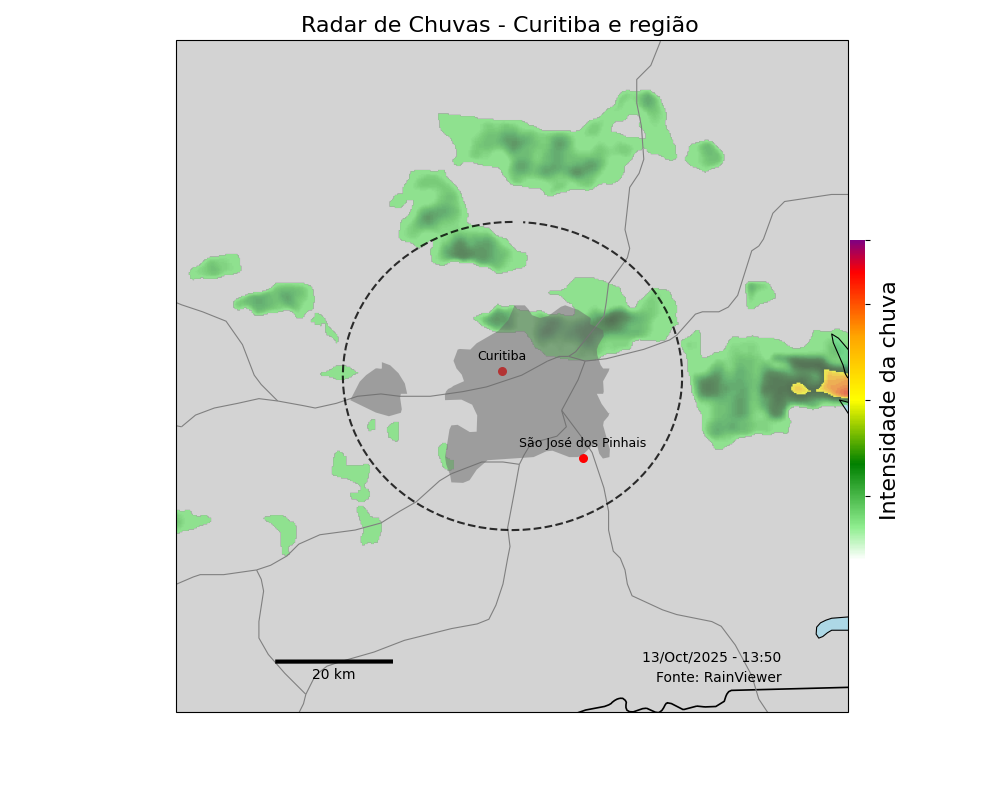 Radar de Chuvas - Curitiba e região
Curitiba
São José dos Pinhais
Intensidade da chuva
13/Oct/2025 - 13:50
Fonte: RainViewer
20 km